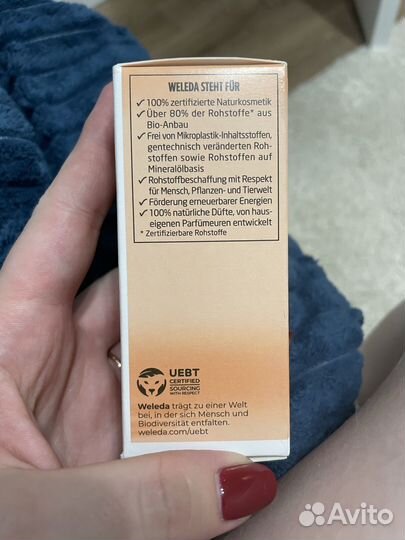 WELEDA STEHT FÜR
✓ 100% zertifizierte Naturkosmetik
✓ Über 80% der Rohstoffe* aus
Bio-Anbau
✓ Frei von Mikroplastik-Inhaltsstoffen,
gentechnisch veränderten Roh-
stoffen sowie Rohstoffen auf
Mineralölbasis
✓ Rohstoffbeschaffung mit Respekt
für Mensch, Pflanzen- und Tierwelt
✓ Förderung erneuerbarer Energien
✓ 100% natürliche Düfte, von haus-
eigenen Parfümeuren entwickelt
* Zertifizierbare Rohstoffe
UEBT
CERTIFIED
SOURCING
WITH RESPECT
Weleda trägt zu einer Welt
bei, in der sich Mensch und
Biodiversität entfalten.
weleda.com/uebt
Avito